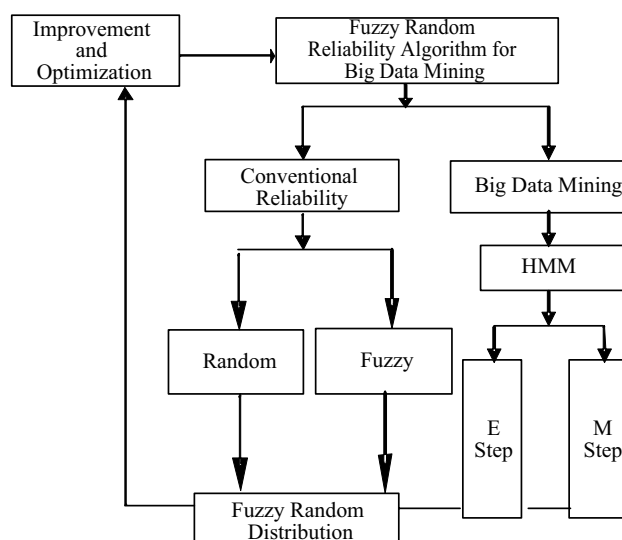 Improvement
and
Optimization
Fuzzy Random
Reliability Algorithm for
Big Data Mining
Conventional
Reliability
Big Data Mining
HMM
Random
Fuzzy
E
Step
M
Step
Fuzzy Random
Distribution